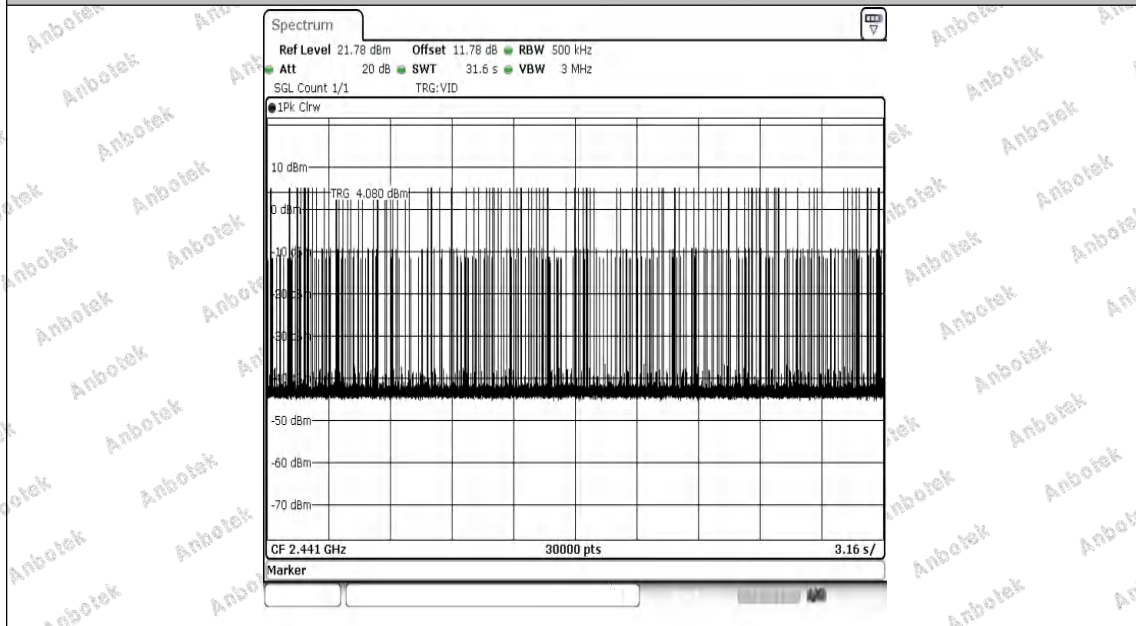 Spectrum
Ref Level 21.78 dBm Offset 11.78 dB RBW 500 kHz
Att 20 dB SWT 31.6 s VBW 3 MHz
SGL Count 1/1 TRG:VID
1Pk Clrw
10 dBm
TRG 4.080 dBm
0 dBm
-50 dBm
-60 dBm
-70 dBm
CF 2.441 GHz 30000 pts 3.16 s/
Marker
Anbotek